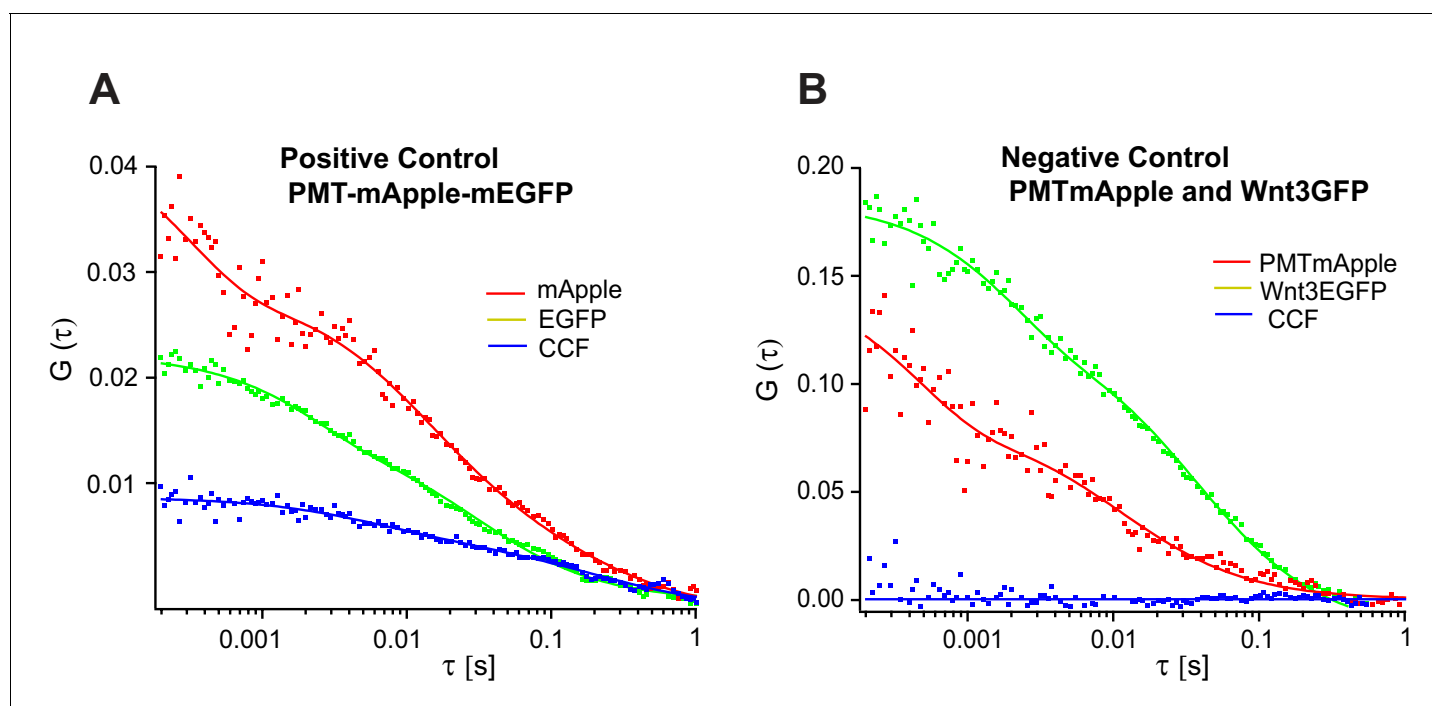 A
Positive Control
PMT-mApple-mEGFP
0.04
0.03
0.02
0.01
G (τ)
mApple
EGFP
CCF
0.001
0.01
0.1
1
τ [s]
B
Negative Control
PMTmApple and Wnt3GFP
0.20
0.15
0.10
0.05
0.00
G (τ)
PMTmApple
Wnt3EGFP
CCF
0.001
0.01
0.1
1
τ [s]